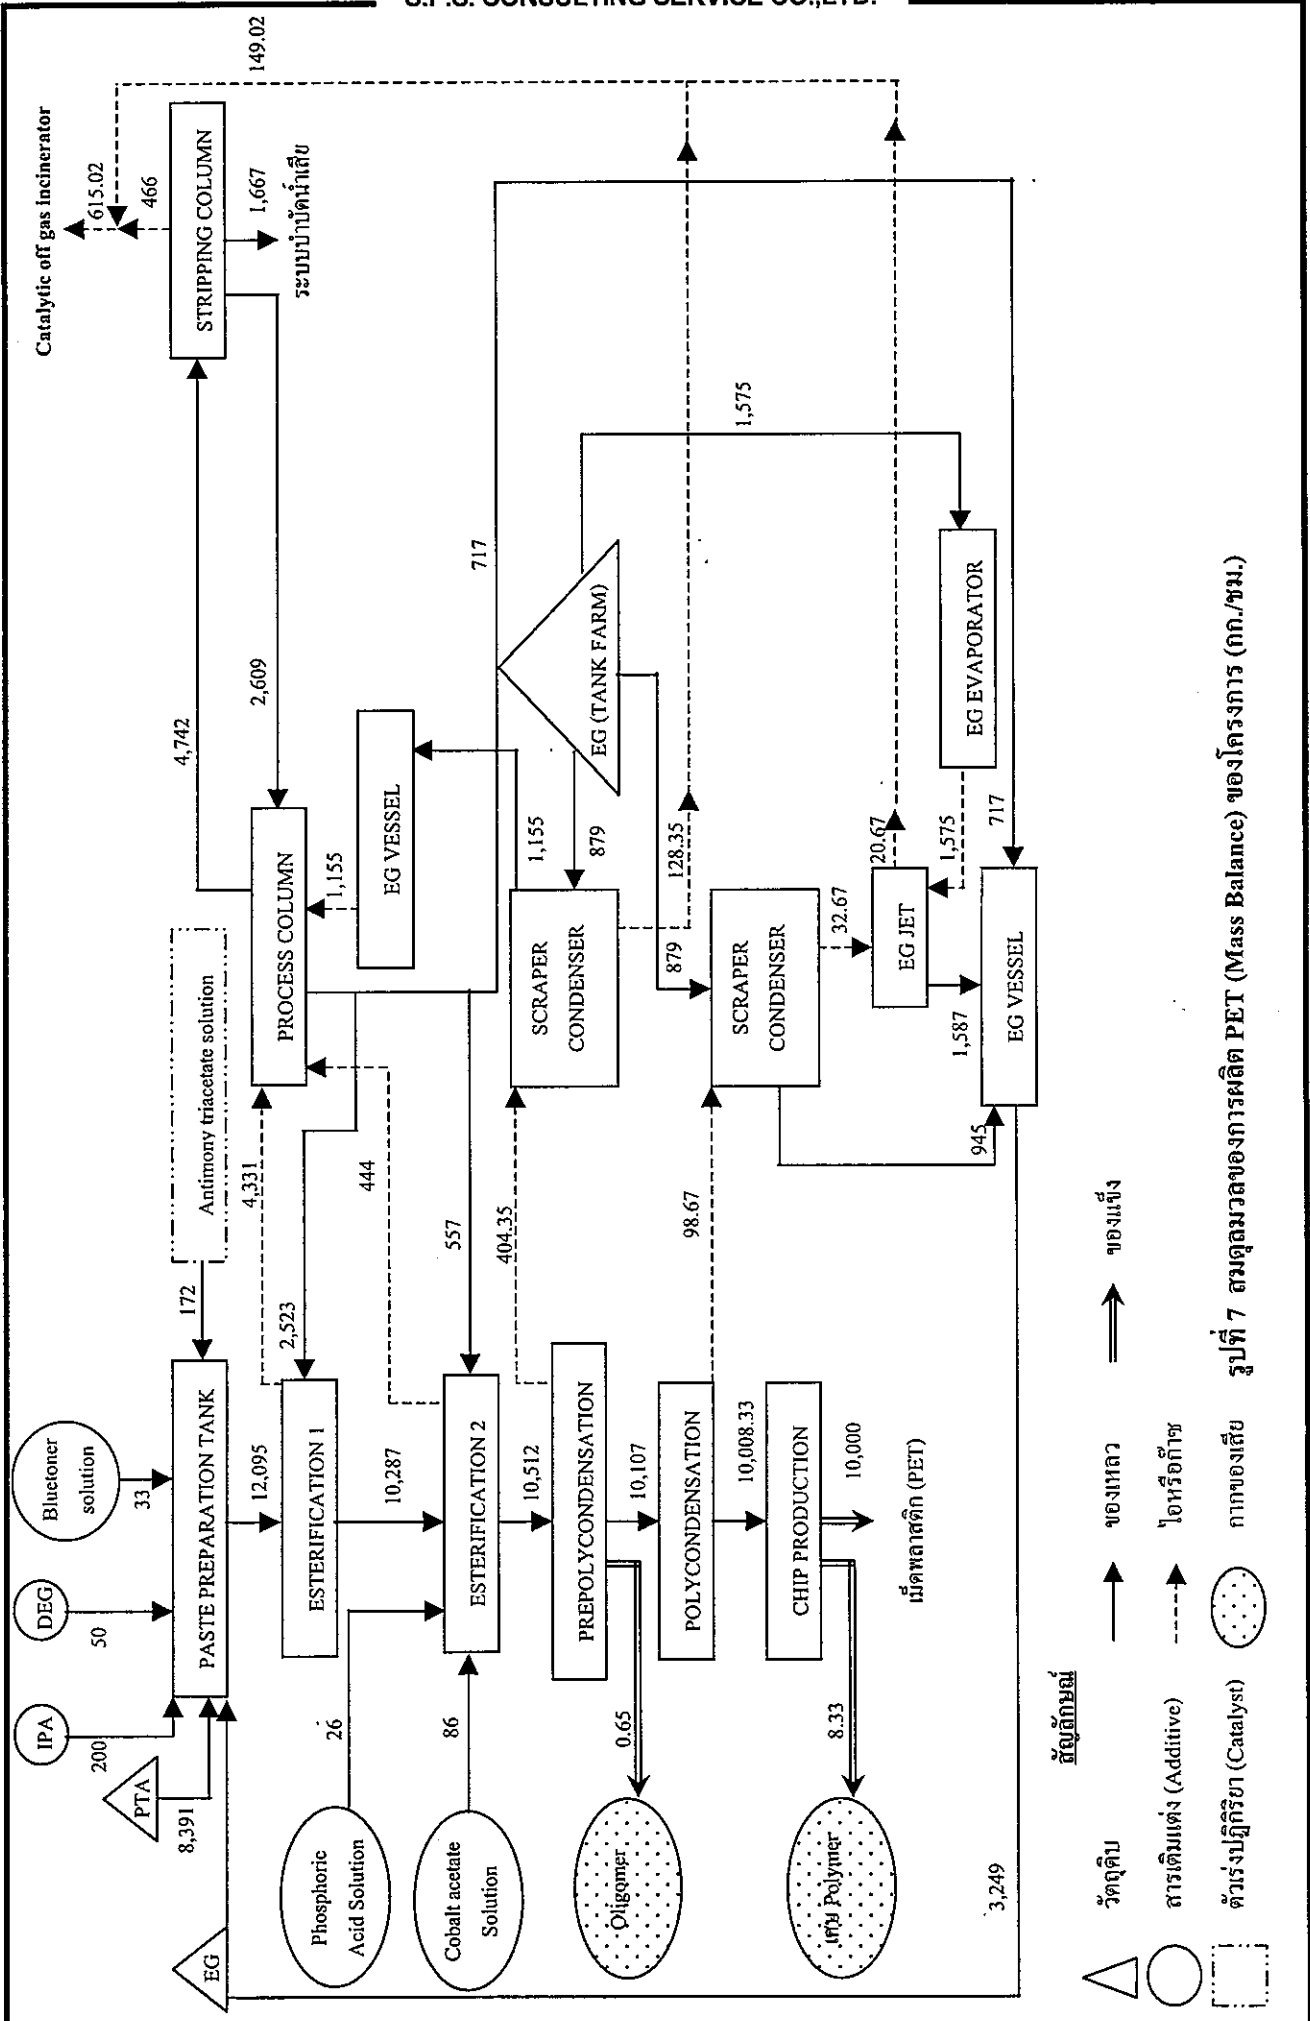 S.P.S. CONSULTING SERVICE CO.,LTD.
Catalytic off gas incinerator
615.02
149.02
466
STRIPPING COLUMN
1,667
ระบบบำบัดน้ำเสีย
4,742
2,609
Bluetoner
solution
33
DEG
50
IPA
200
PTA
8,391
EG
PASTE PREPARATION TANK
172
Antimony triacetate solution
12,095
ESTERIFICATION 1
4,331
2,523
PROCESS COLUMN
1,155
EG VESSEL
717
10,287
444
557
Phosphoric
Acid Solution
26
Cobalt acetate
Solution
86
ESTERIFICATION 2
10,512
404.35
SCRAPER
CONDENSER
1,155
879
EG (TANK FARM)
1,575
PREPOLYCONDENSATION
0.65
Oligomer
10,107
128.35
879
POLYCONDENSATION
98.67
SCRAPER
CONDENSER
32.67
10,008.33
CHIP PRODUCTION
8.33
เศษ Polymer
10,000
เม็ดพลาสติก (PET)
EG JET
20.67
1,575
EG EVAPORATOR
1,587
945
EG VESSEL
717
3,249
สัญลักษณ์
วัตถุดิบ
ของเหลว
ของแข็ง
สารเติมแต่ง (Additive)
ไอหรือก๊าซ
ตัวเร่งปฏิกิริยา (Catalyst)
กากของเสีย
รูปที่ 7 สมดุลมวลของการผลิต PET (Mass Balance) ของโครงการ (กก./ชม.)